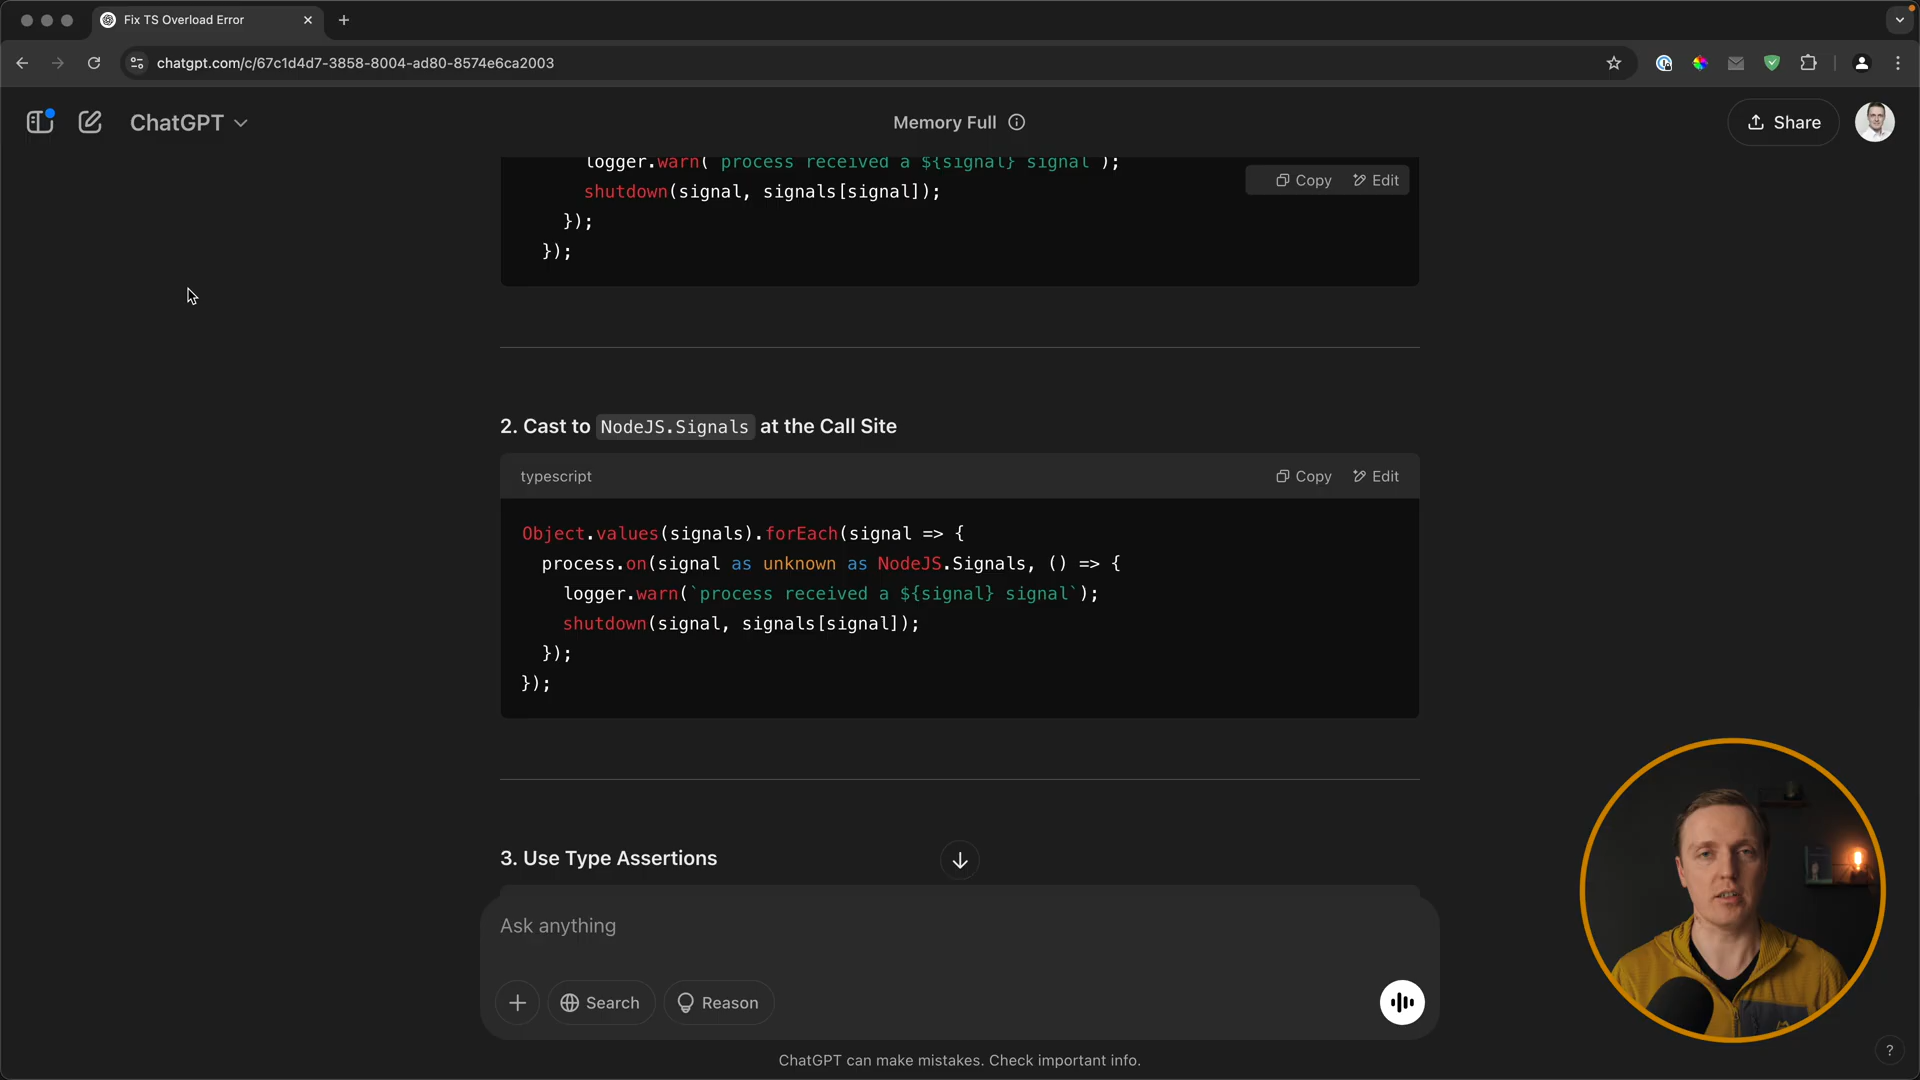 Fix TS Overload Error
chatgpt.com/c/67c1d4d7-3858-8004-ad80-8574e6ca2003
ChatGPT
Memory Full
Share
logger.warn(`process received a ${signal} signal`);
Copy
Edit
shutdown(signal, signals[signal]);
});
});
2. Cast to NodeJS.Signals at the Call Site
typescript
Copy
Edit
Object.values(signals).forEach(signal => {
process.on(signal as unknown as NodeJS.Signals, () => {
logger.warn(`process received a ${signal} signal`);
shutdown(signal, signals[signal]);
});
});
3. Use Type Assertions
Ask anything
Search
Reason
ChatGPT can make mistakes. Check important info.
?